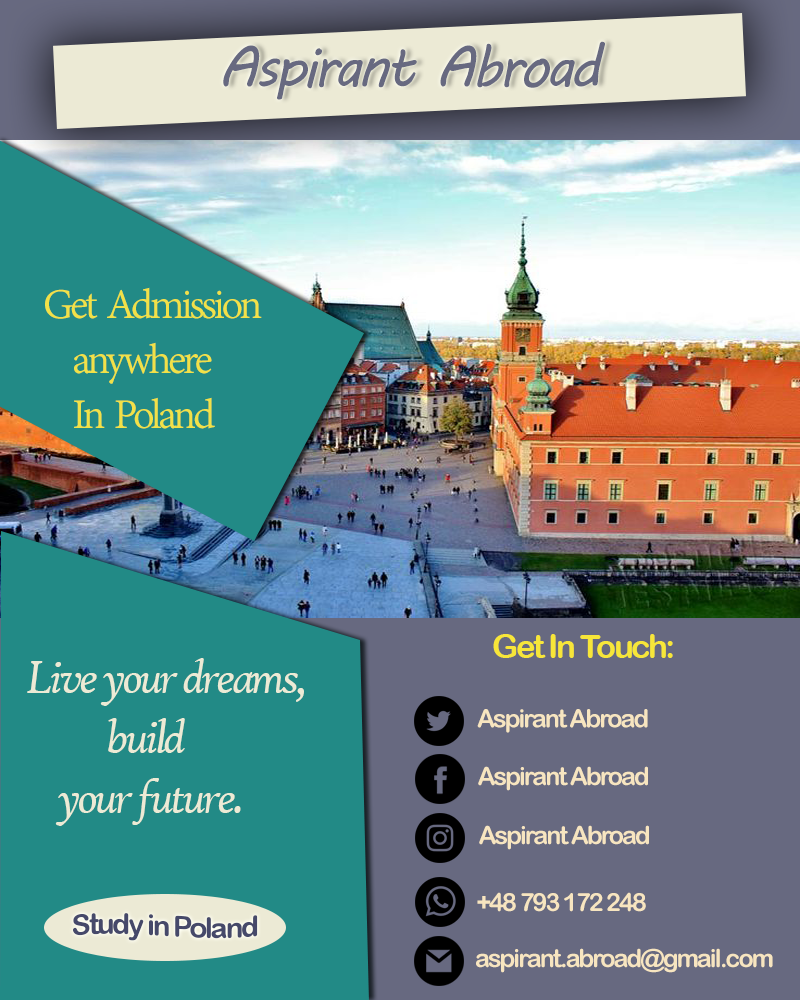 Aspirant Abroad
Get Admission
anywhere
In Poland
Live your dreams,
build
your future.
Study in Poland
Get In Touch:
Aspirant Abroad
Aspirant Abroad
Aspirant Abroad
+48 793 172 248
aspirant.abroad@gmail.com